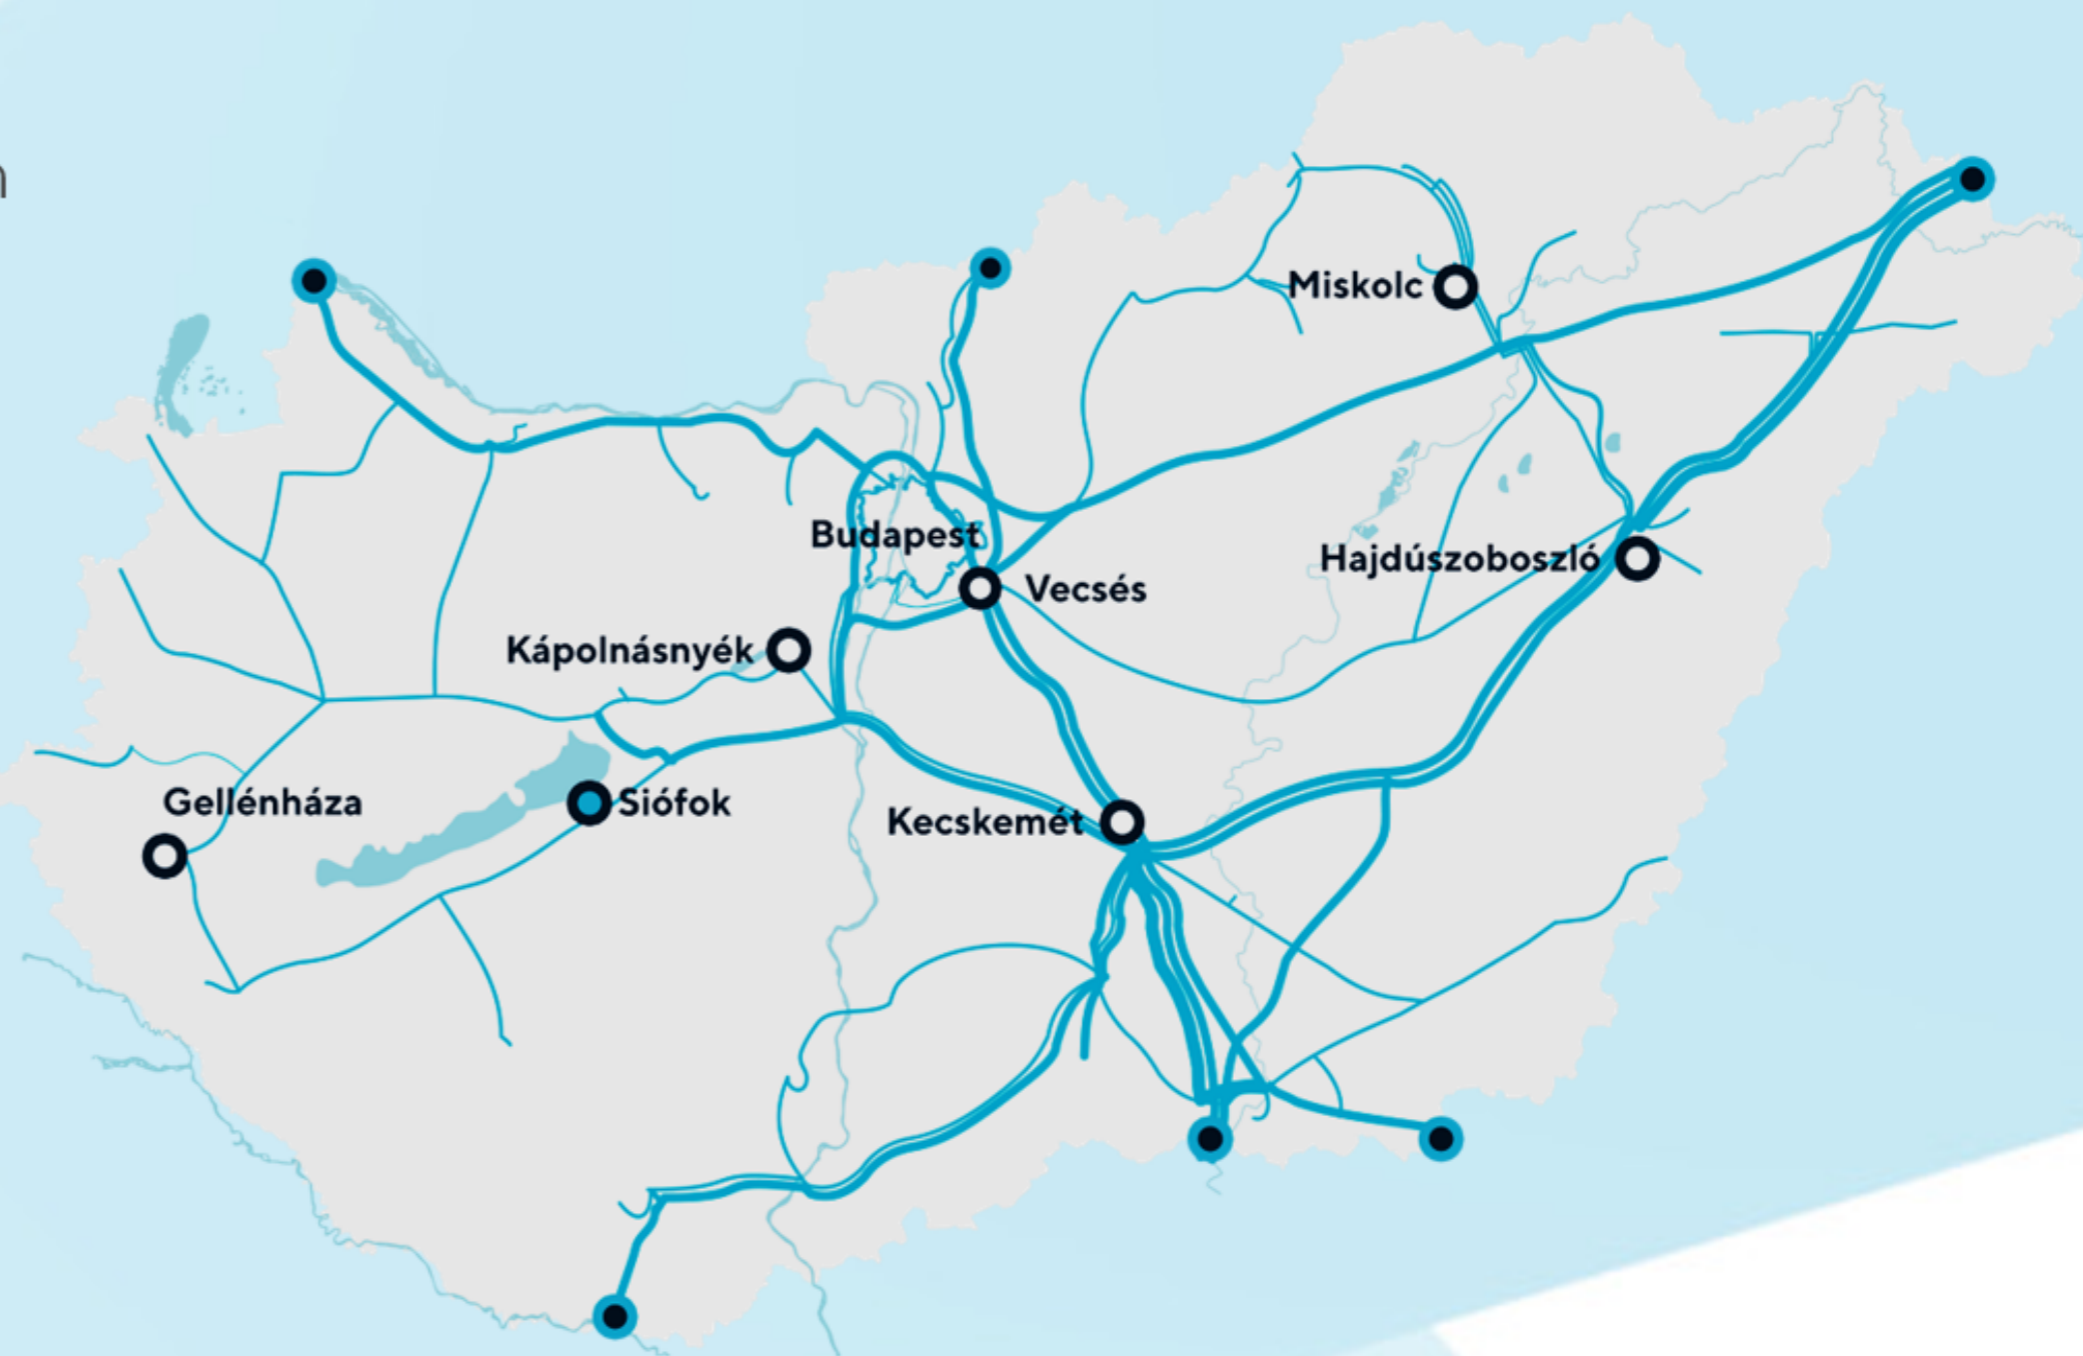 n
Miskolc
Budapest
Hajdúszoboszló
Vecsés
Kápolnásnyék
Gellénháza
Siófok
Kecskemét